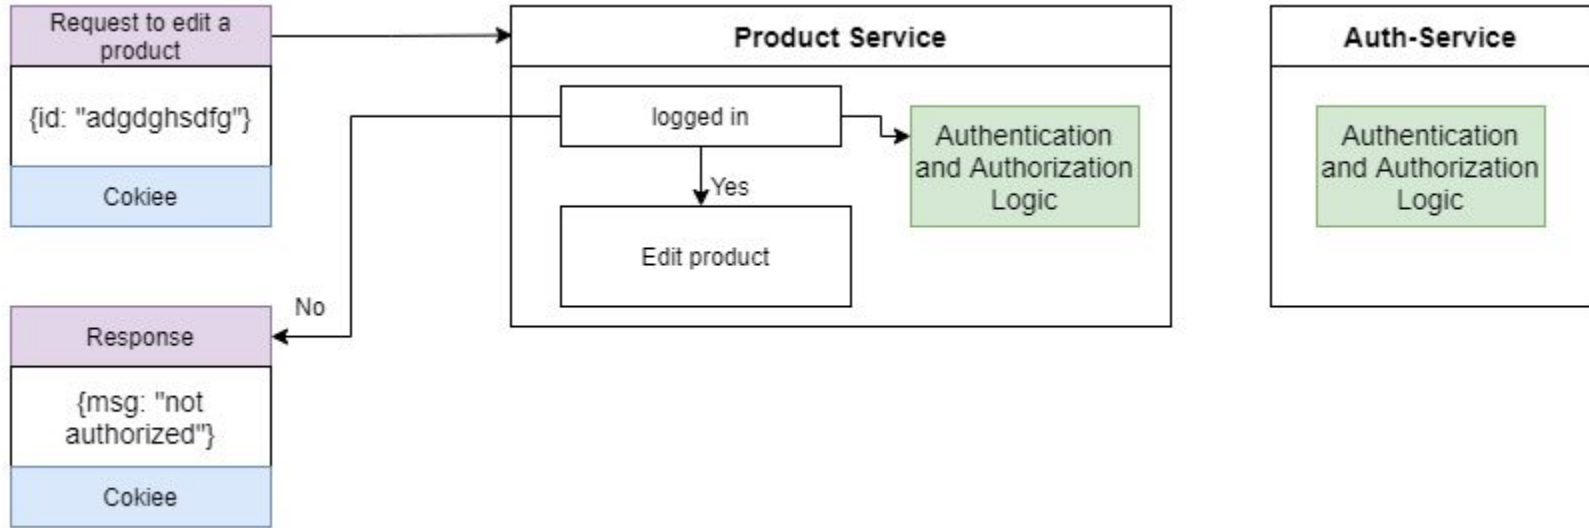 Request to edit a
product
{id: "adgdghsdfg"}
Cokiee
Product Service
logged in
Yes
Edit product
Authentication
and Authorization
Logic
Auth-Service
Authentication
and Authorization
Logic
No
Response
{msg: "not
authorized"}
Cokiee